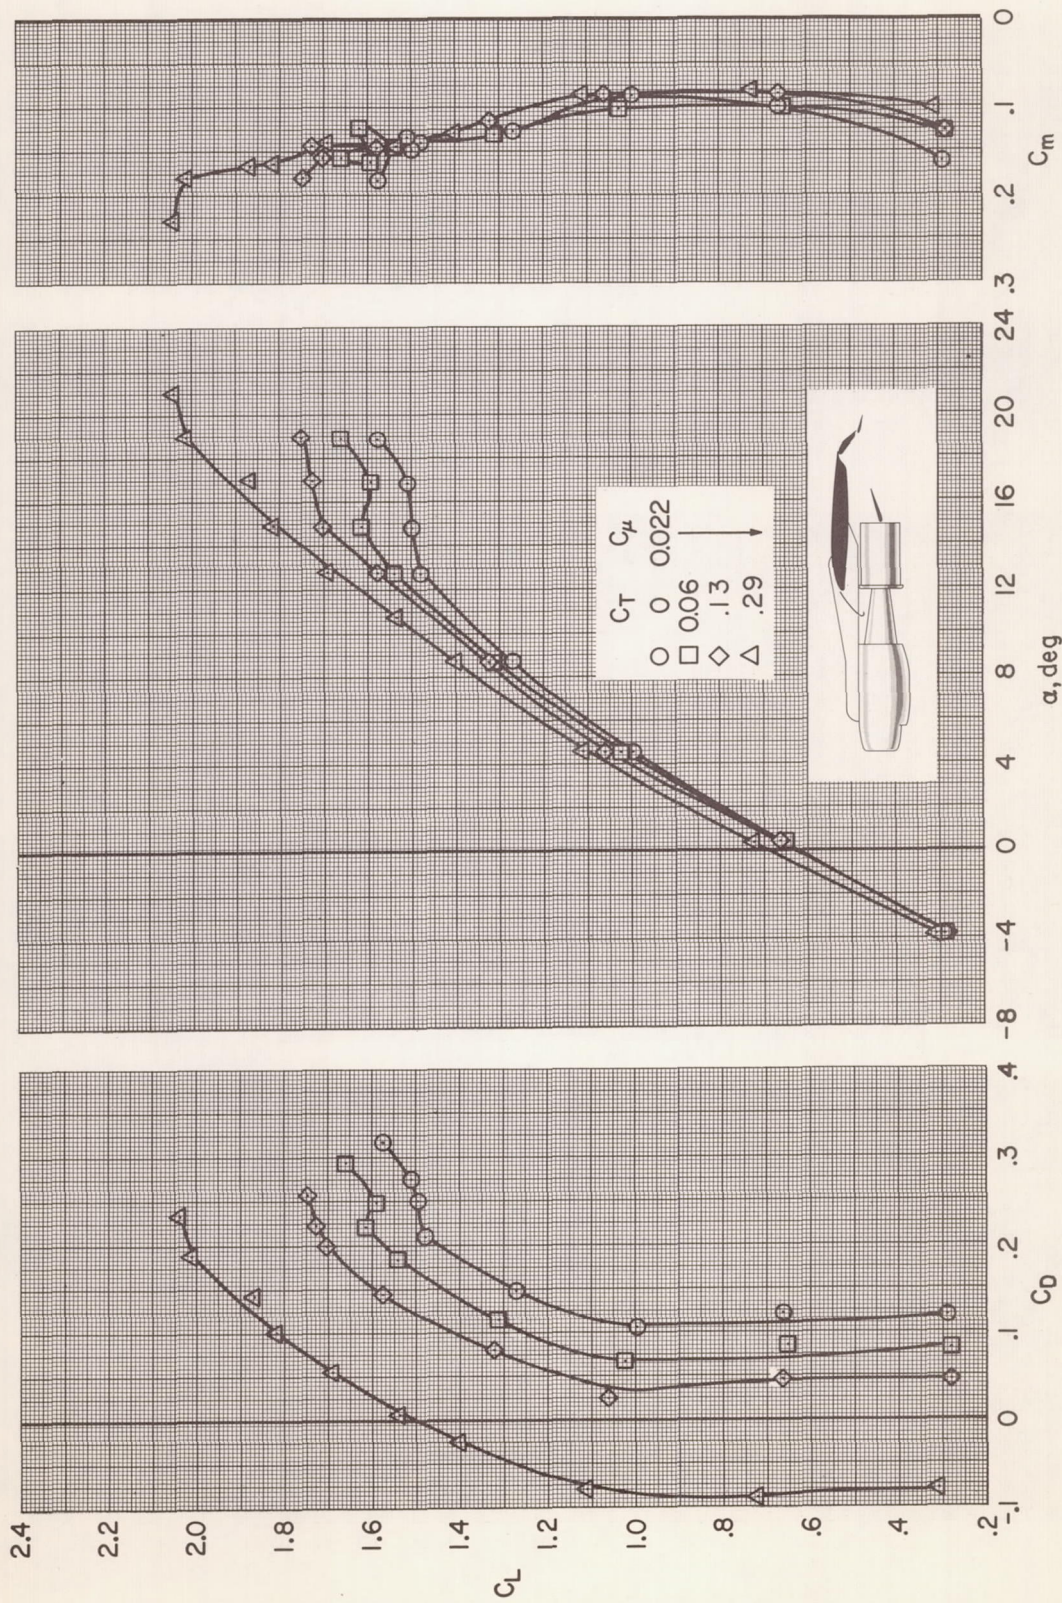 2.4
2.2
2.0
1.8
1.6
1.4
1.2
1.0
.8
.6
.4
.2
C_L
-.1 0 .1 .2 .3 .4
C_D
-8 -4 0 4 8 12 16 20 24
α, deg
.3 .2 .1 0
C_m
C_T C_μ
○ 0 0.022
□ 0.06
◇ .13
△ .29